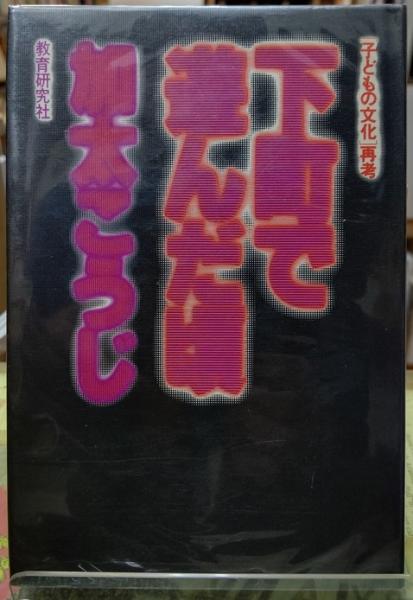 「子どもの文化」再考
下町で
遊んだ頃
加太こうじ
教育研究社